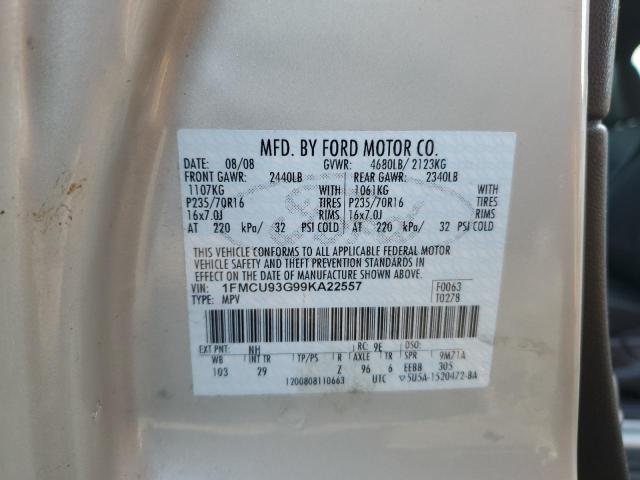 MFD. BY FORD MOTOR CO.
DATE: 08/08 GVWR: 4680LB/ 2123KG
FRONT GAWR: 2440LB REAR GAWR: 2340LB
1107KG WITH 1061KG WITH
P235/70R16 TIRES P235/70R16 TIRES
16x7.0J RIMS 16x7.0J RIMS
AT 220 kPa/ 32 PSI COLD AT 220 kPa/ 32 PSI COLD
THIS VEHICLE CONFORMS TO ALL APPLICABLE FEDERAL MOTOR
VEHICLE SAFETY AND THEFT PREVENTION STANDARDS IN
EFFECT ON THE DATE OF MANUFACTURE SHOWN ABOVE.
VIN: 1FMCU93G99KA22557 F0063
TYPE: MPV T0278
EXT PNT: NH RC: 9E DSO:
WB INT TR TP/PS R AXLE TR SPR 9M71A
103 29 Z 96 6 EEBB 305
1200808110663 UTC 5U5A-1520472-BA